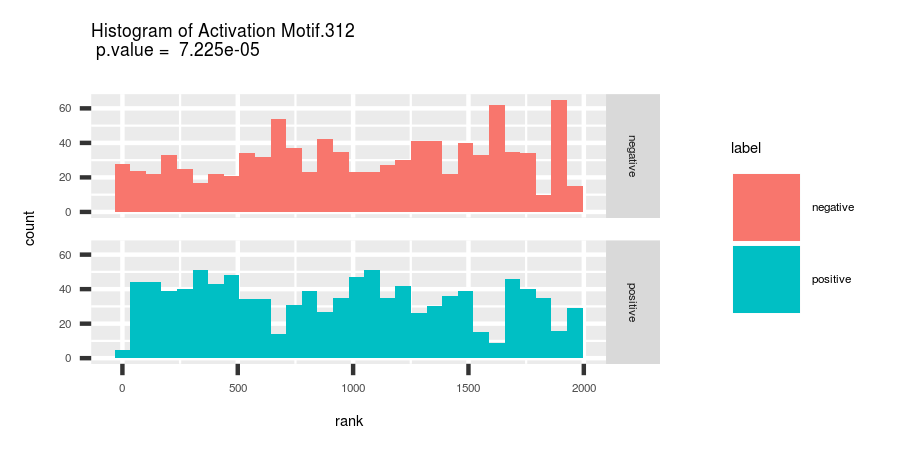 Histogram of Activation Motif.312
p.value = 7.225e-05
count
60
40
20
0
negative
60
40
20
0
positive
0
500
1000
1500
2000
rank
label
negative
positive